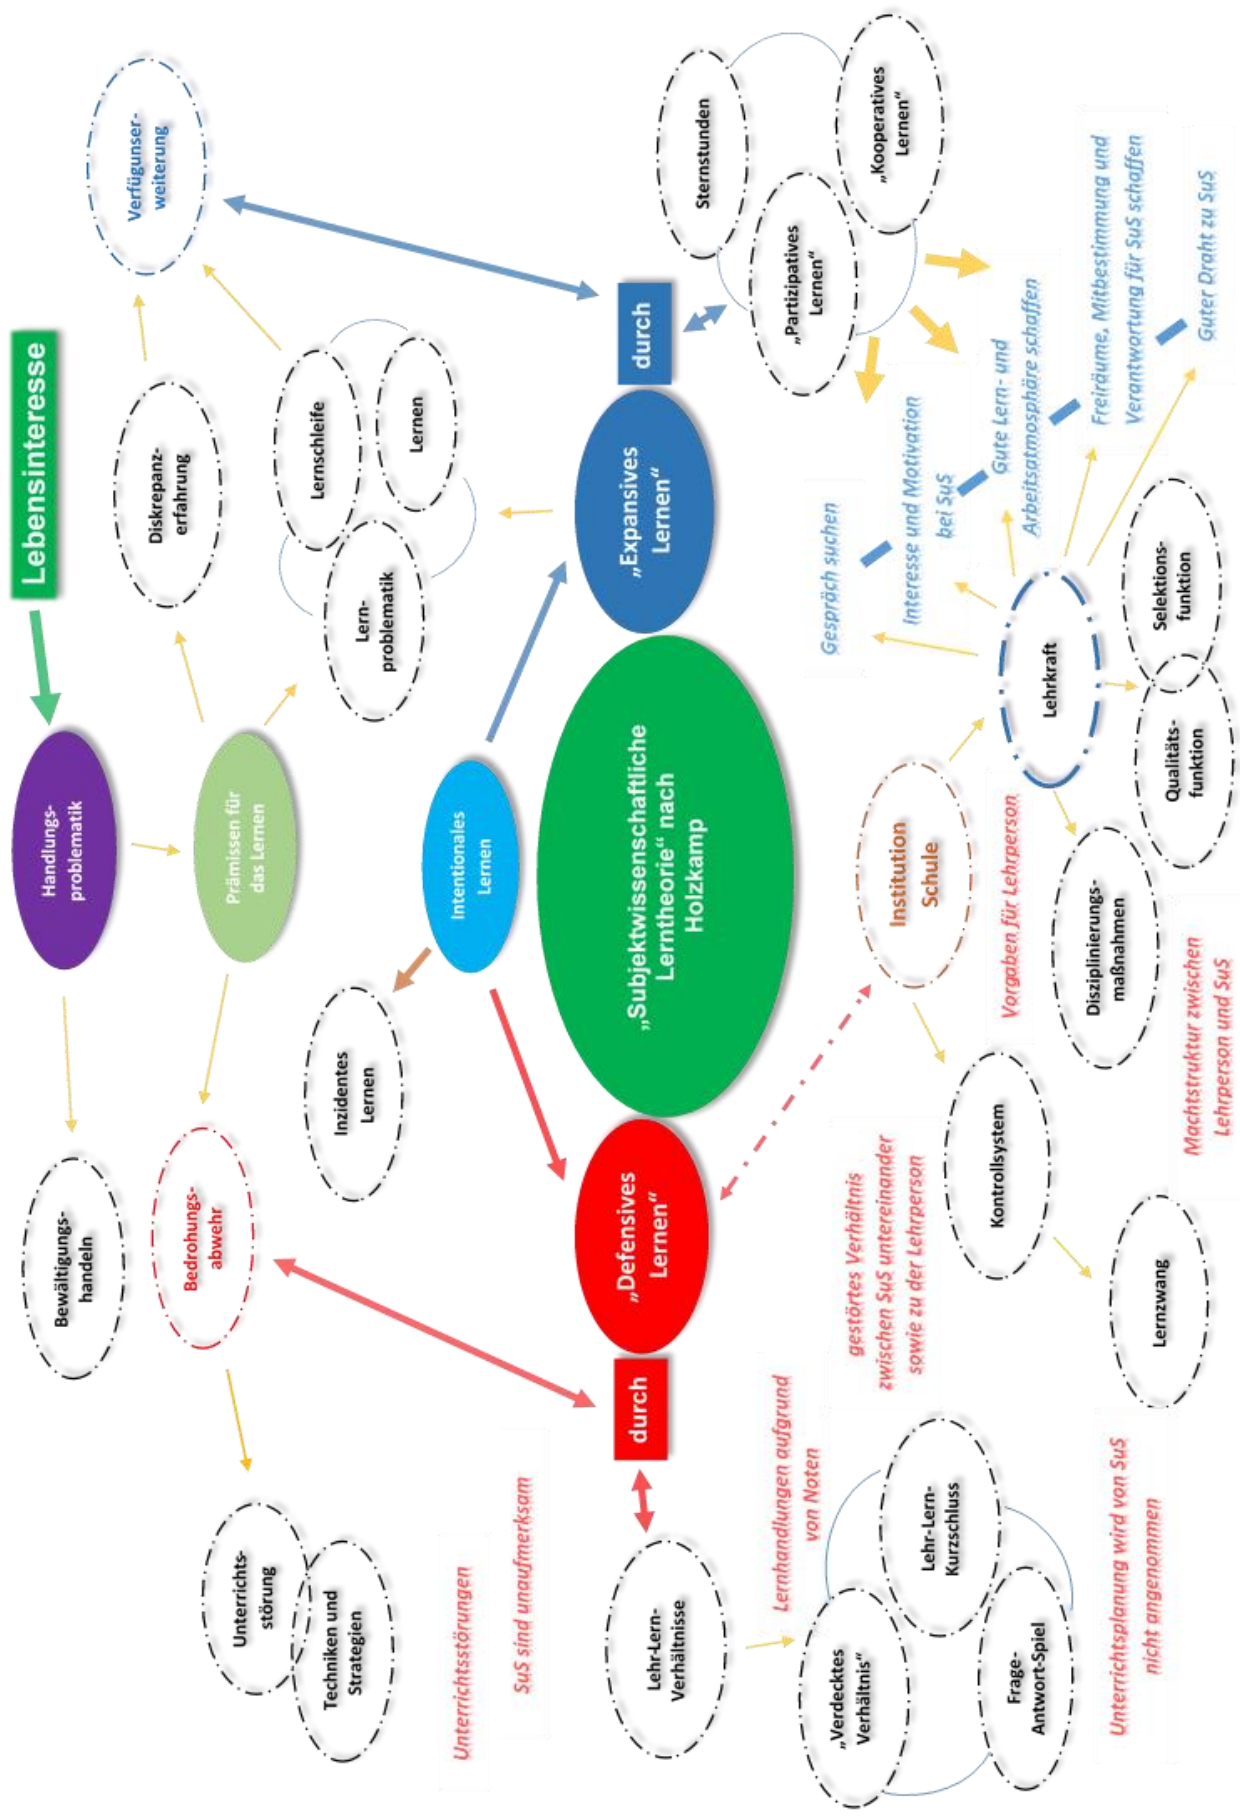 Lebensinteresse
Handlungs-
problematik
Bewältigungs-
handeln
Verfügunser-
weiterung
Diskrepanz-
erfahrung
Prämissen für
das Lernen
Bedrohungs-
abwehr
Unterrichts-
störung
Techniken und
Strategien
Lernschleife
Lernen
Lern-
problematik
Inzidentes
Lernen
Intentionales
Lernen
Unterrichtsstörungen
SuS sind unaufmerksam
Lehr-Lern-
Verhältnisse
durch
„Defensives
Lernen“
„Subjektwissenschaftliche
Lerntheorie“ nach
Holzkamp
„Expansives
Lernen“
durch
Sternstunden
„Partizipatives
Lernen“
„Kooperatives
Lernen“
Lernhandlungen aufgrund
von Noten
„Verdecktes
Verhältnis“
Lehr-Lern-
Kurzschluss
Frage-
Antwort-Spiel
Unterrichtsplanung wird von SuS
nicht angenommen
gestörtes Verhältnis
zwischen SuS untereinander
sowie zu der Lehrperson
Kontrollsystem
Lernzwang
Institution
Schule
Vorgaben für Lehrperson
Disziplinierungs-
maßnahmen
Machtstruktur zwischen
Lehrperson und SuS
Lehrkraft
Qualitäts-
funktion
Selektions-
funktion
Gespräch suchen
Interesse und Motivation
bei SuS
Gute Lern- und
Arbeitsatmosphäre schaffen
Freiräume, Mitbestimmung und
Verantwortung für SuS schaffen
Guter Draht zu SuS